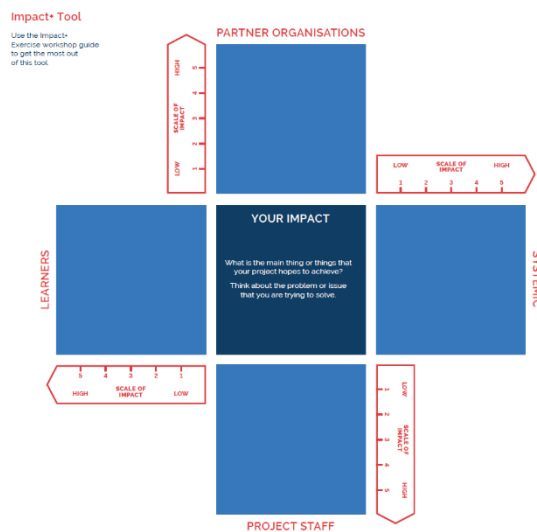 Impact+ Tool
Use the Impact+
Exercise workshop guide
to get the most out
of this tool
PARTNER ORGANISATIONS
HIGH
SCALE OF
IMPACT
LOW
5
4
3
2
1
LOW
SCALE OF
IMPACT
HIGH
1 2 3 4 5
LEARNERS
YOUR IMPACT
What is the main thing or things that
your project hopes to achieve?
Think about the problem or issue
that you are trying to solve.
SYSTEMIC
5 4 3 2 1
HIGH
SCALE OF
IMPACT
LOW
LOW
SCALE OF
IMPACT
HIGH
1
2
3
4
5
PROJECT STAFF